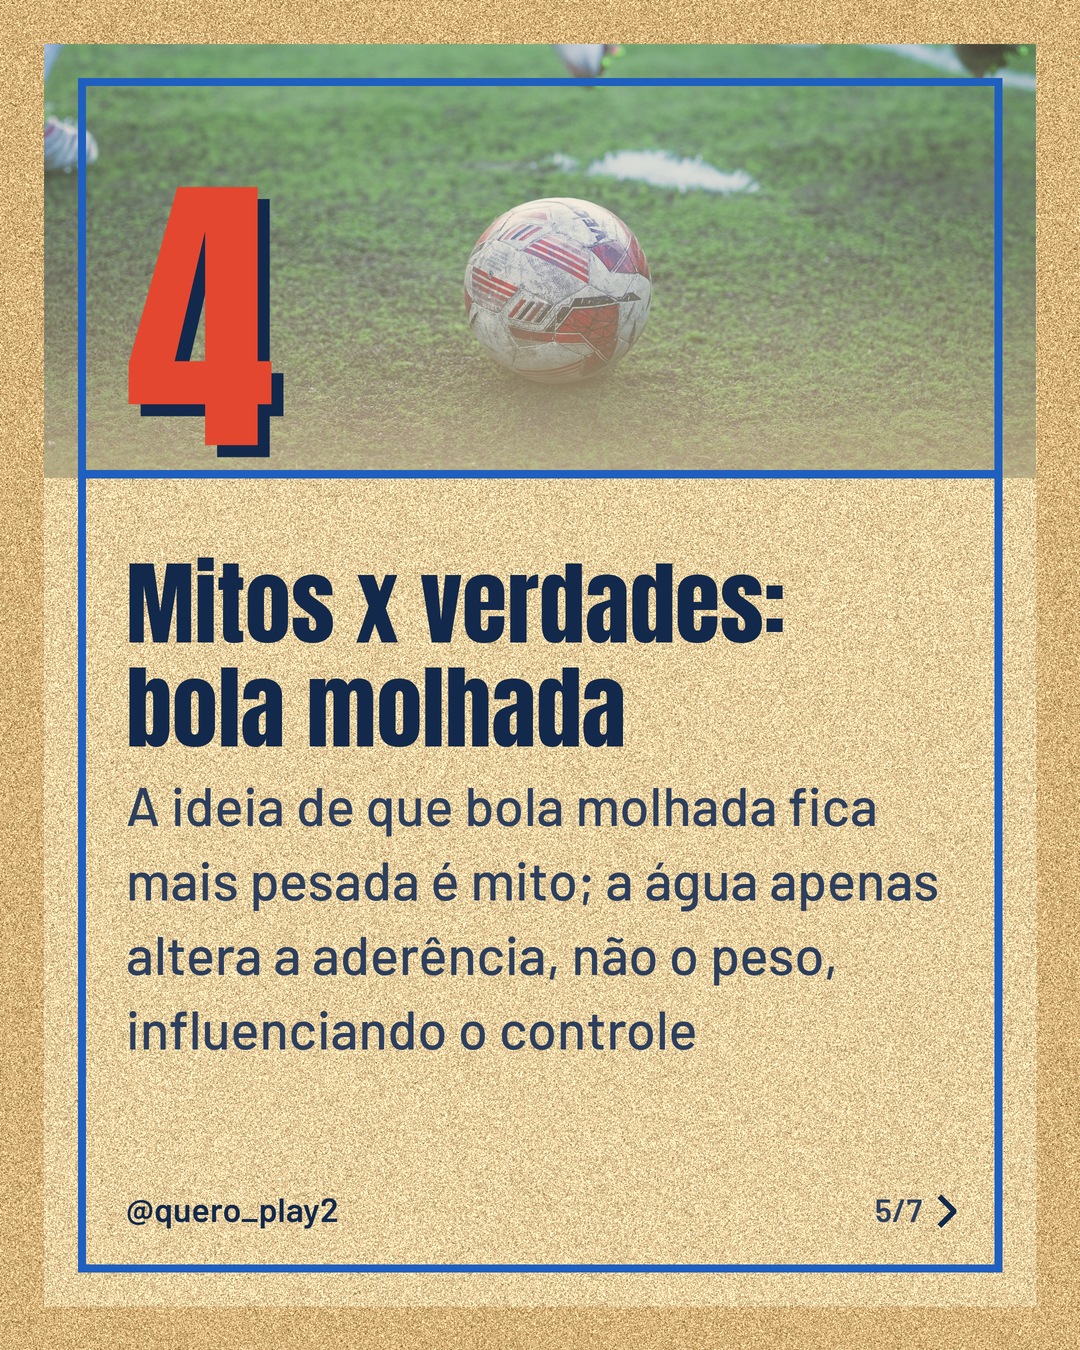 4
Mitos x verdades:
bola molhada
A ideia de que bola molhada fica
mais pesada é mito; a água apenas
altera a aderência, não o peso,
influenciando o controle
@quero_play2
5/7